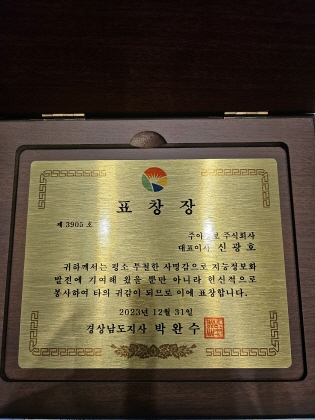 표창장
제 3905 호
주식회사
대표이사 신광호
귀하께서는 평소 투철한 사명감으로 지능정보화
발전에 기여해 왔을 뿐만 아니라 헌신적으로
봉사하여 타의 귀감이 되므로 이에 표창합니다.
2023년 12월 31일
경상남도지사 박완수